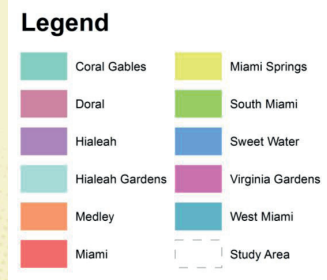 Legend
Coral Gables
Doral
Hialeah
Hialeah Gardens
Medley
Miami
Miami Springs
South Miami
Sweet Water
Virginia Gardens
West Miami
Study Area